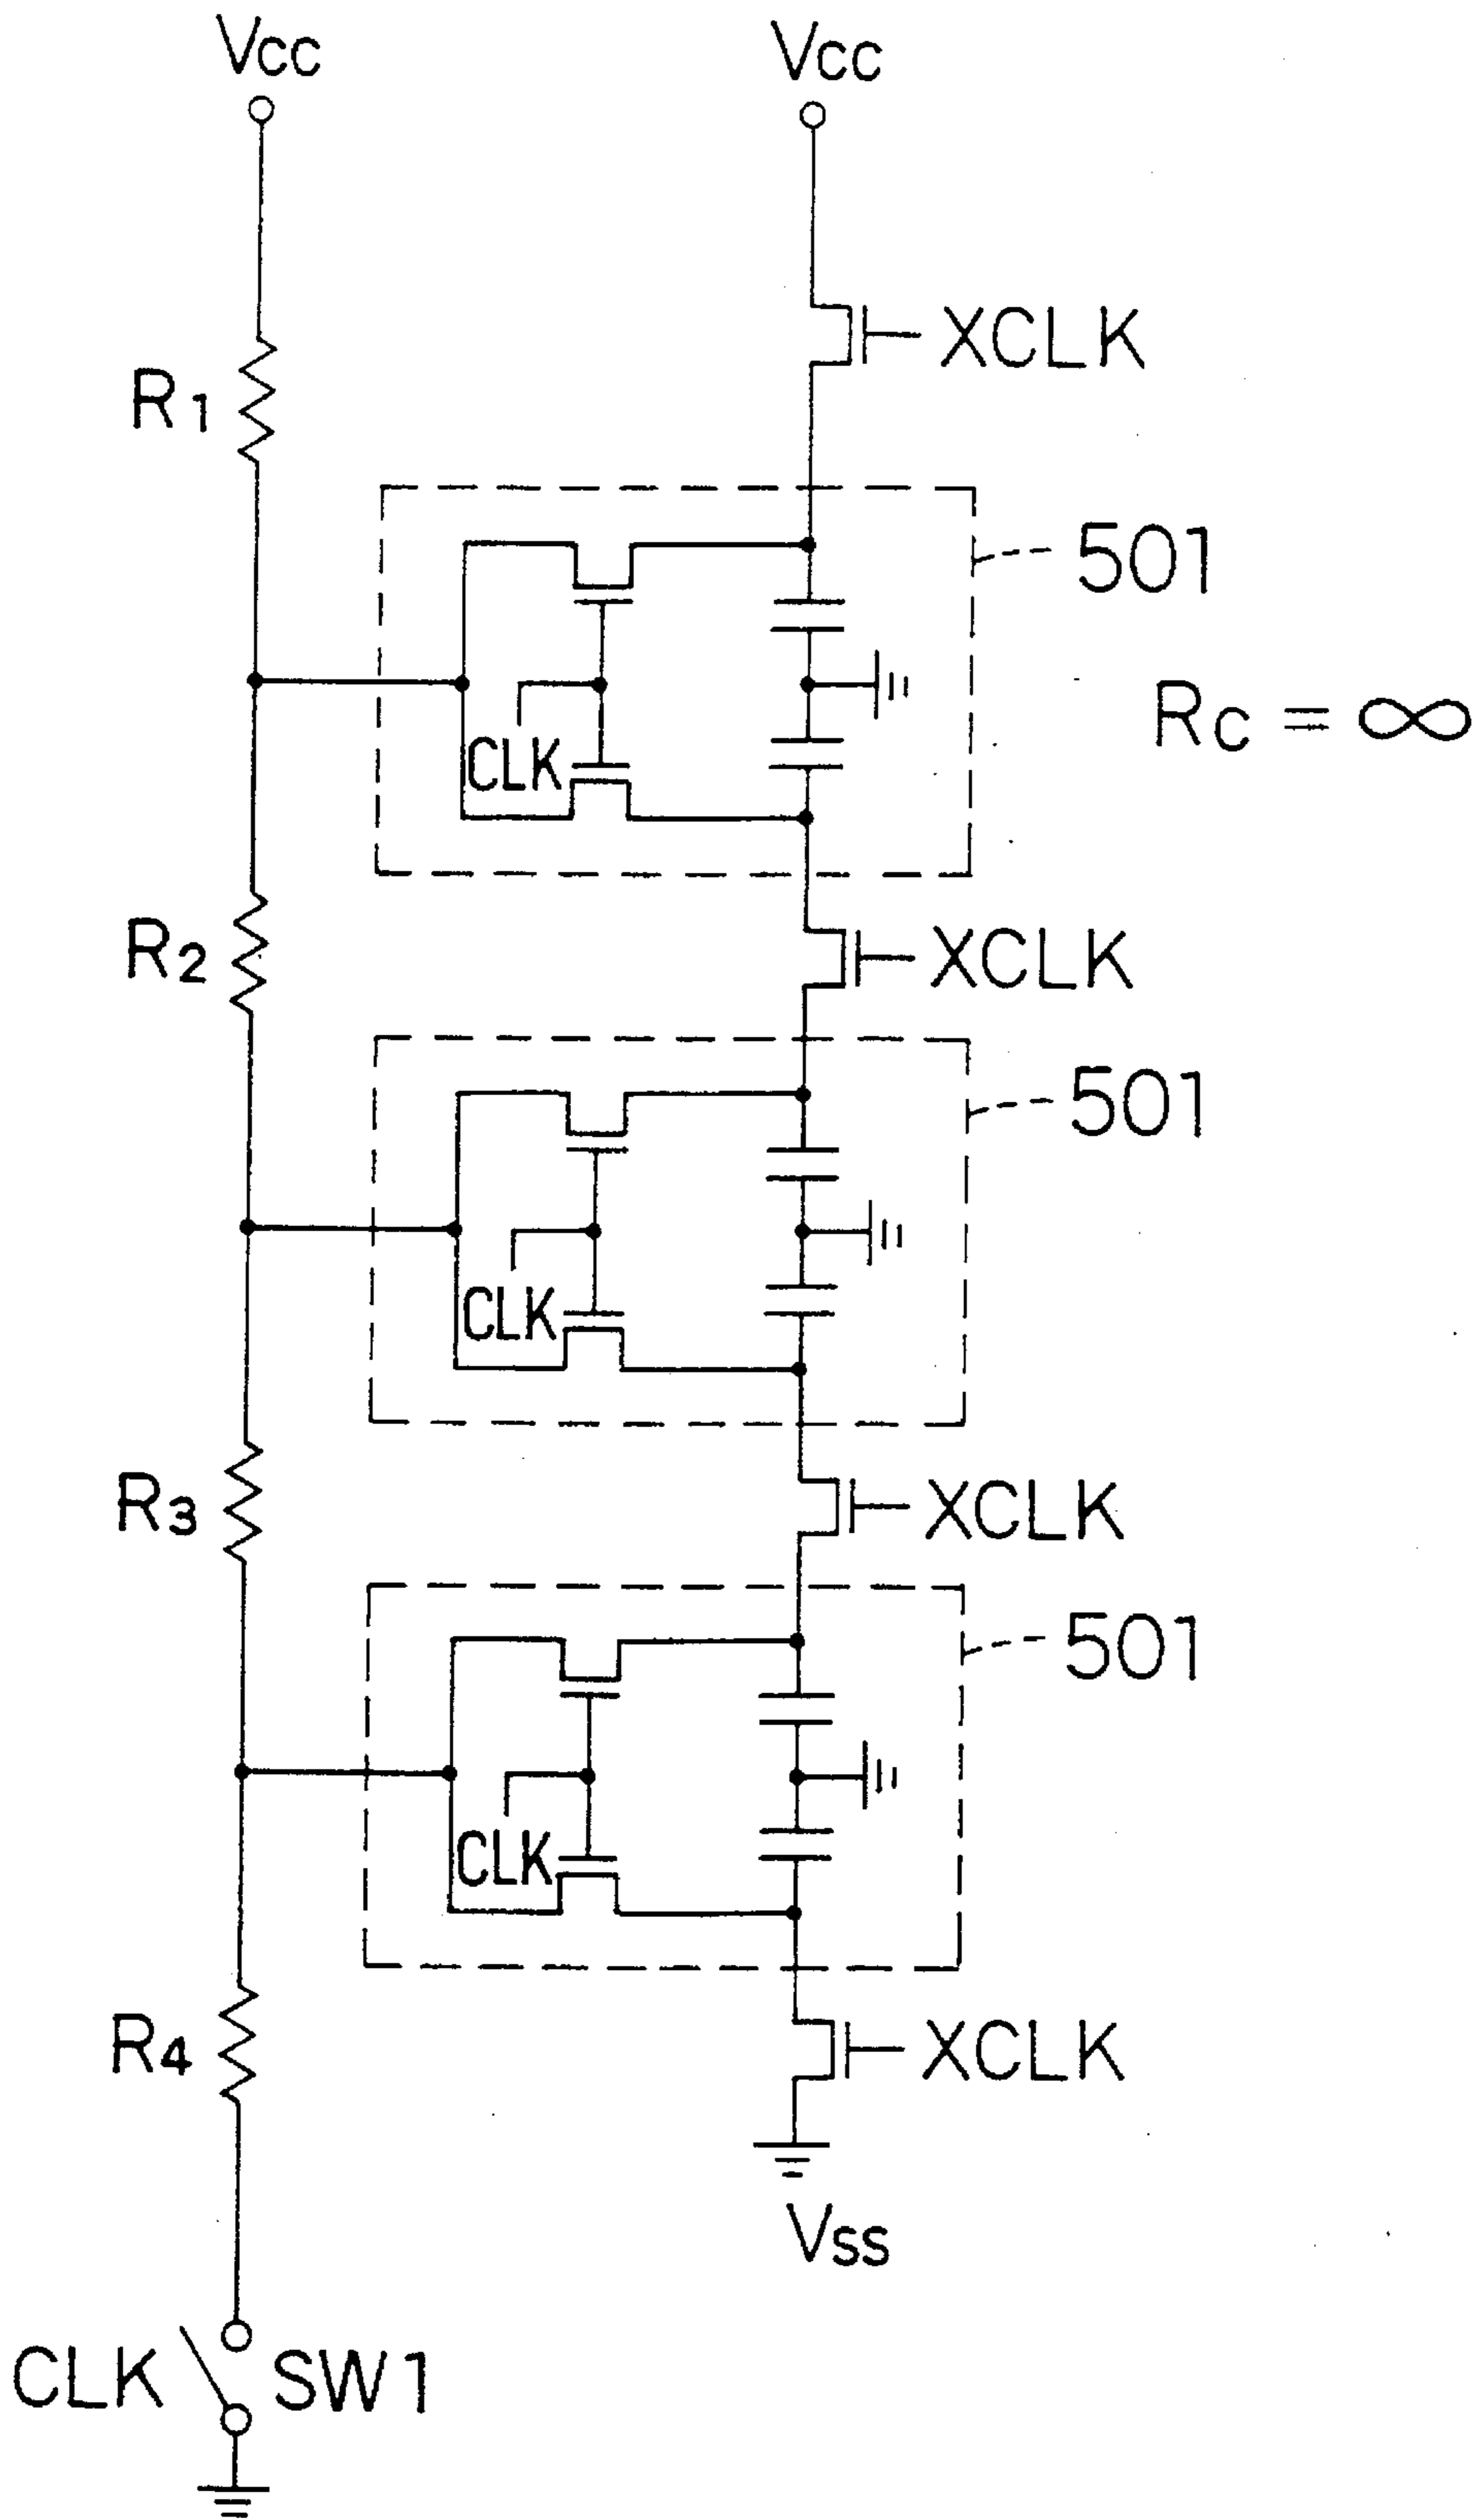 Vcc
Vcc
XCLK
R1
501
CLK
Rc = ∞
R2
XCLK
501
CLK
R3
XCLK
501
CLK
R4
XCLK
Vss
CLK
SW1